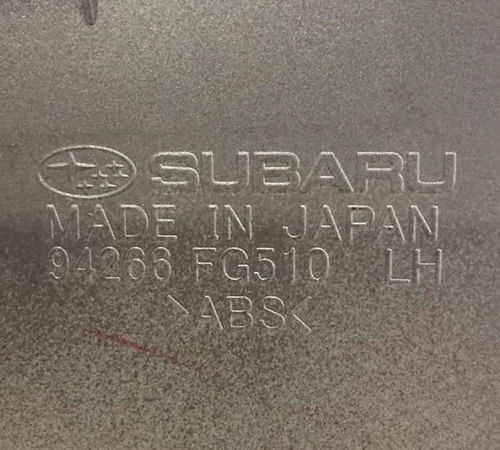 SUBARU
MADE IN JAPAN
94266 FG510 LH
>ABS<